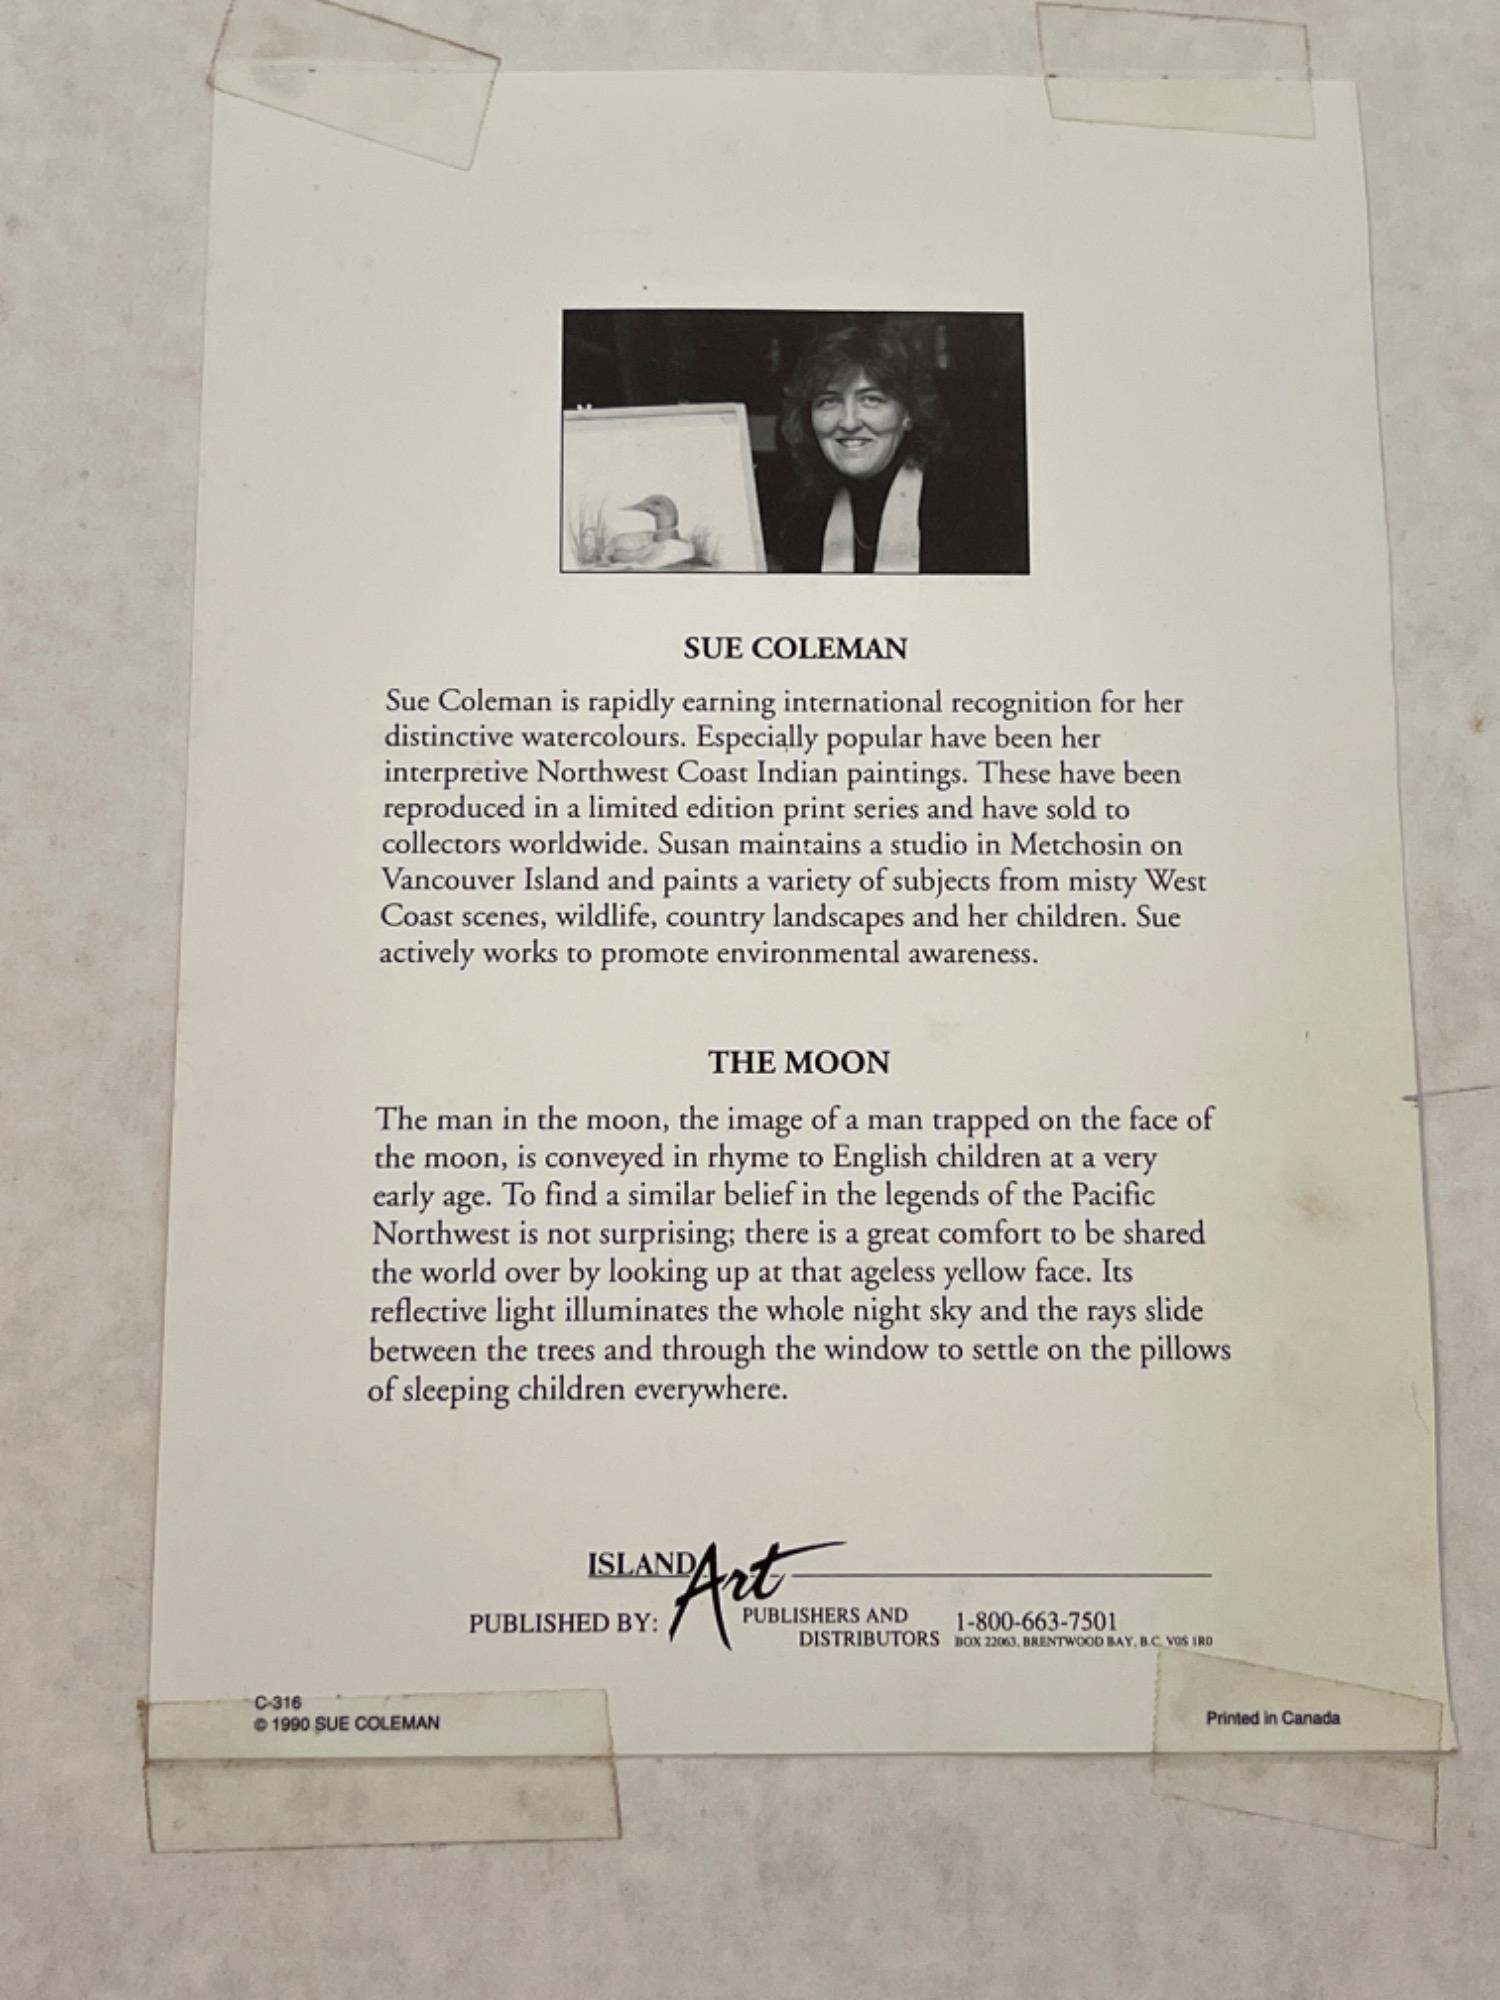 SUE COLEMAN
Sue Coleman is rapidly earning international recognition for her
distinctive watercolours. Especially popular have been her
interpretive Northwest Coast Indian paintings. These have been
reproduced in a limited edition print series and have sold to
collectors worldwide. Susan maintains a studio in Metchosin on
Vancouver Island and paints a variety of subjects from misty West
Coast scenes, wildlife, country landscapes and her children. Sue
actively works to promote environmental awareness.
THE MOON
The man in the moon, the image of a man trapped on the face of
the moon, is conveyed in rhyme to English children at a very
early age. To find a similar belief in the legends of the Pacific
Northwest is not surprising; there is a great comfort to be shared
the world over by looking up at that ageless yellow face. Its
reflective light illuminates the whole night sky and the rays slide
between the trees and through the window to settle on the pillows
of sleeping children everywhere.
ISLAND Art
PUBLISHED BY: PUBLISHERS AND 1-800-663-7501
DISTRIBUTORS BOX 22063, BRENTWOOD BAY, B.C. V0S 1R0
C-316
© 1990 SUE COLEMAN
Printed in Canada